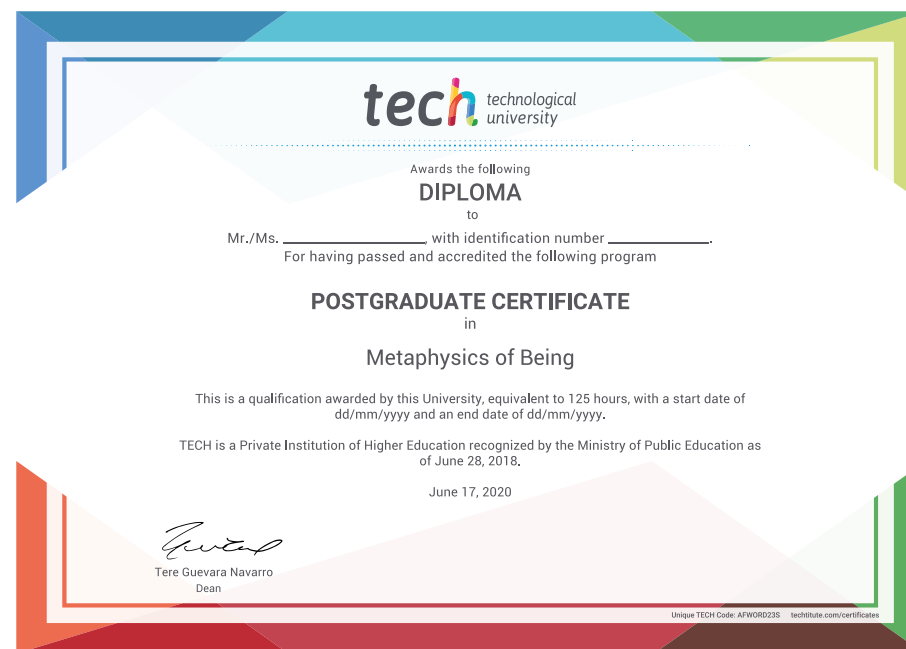 tech technological
university
Awards the following
DIPLOMA
to
Mr./Ms. ____________________, with identification number ______________.
For having passed and accredited the following program
POSTGRADUATE CERTIFICATE
in
Metaphysics of Being
This is a qualification awarded by this University, equivalent to 125 hours, with a start date of
dd/mm/yyyy and an end date of dd/mm/yyyy.
TECH is a Private Institution of Higher Education recognized by the Ministry of Public Education as
of June 28, 2018.
June 17, 2020
Tere Guevara Navarro
Dean
Unique TECH Code: AFWORD23S techtitute.com/certificates